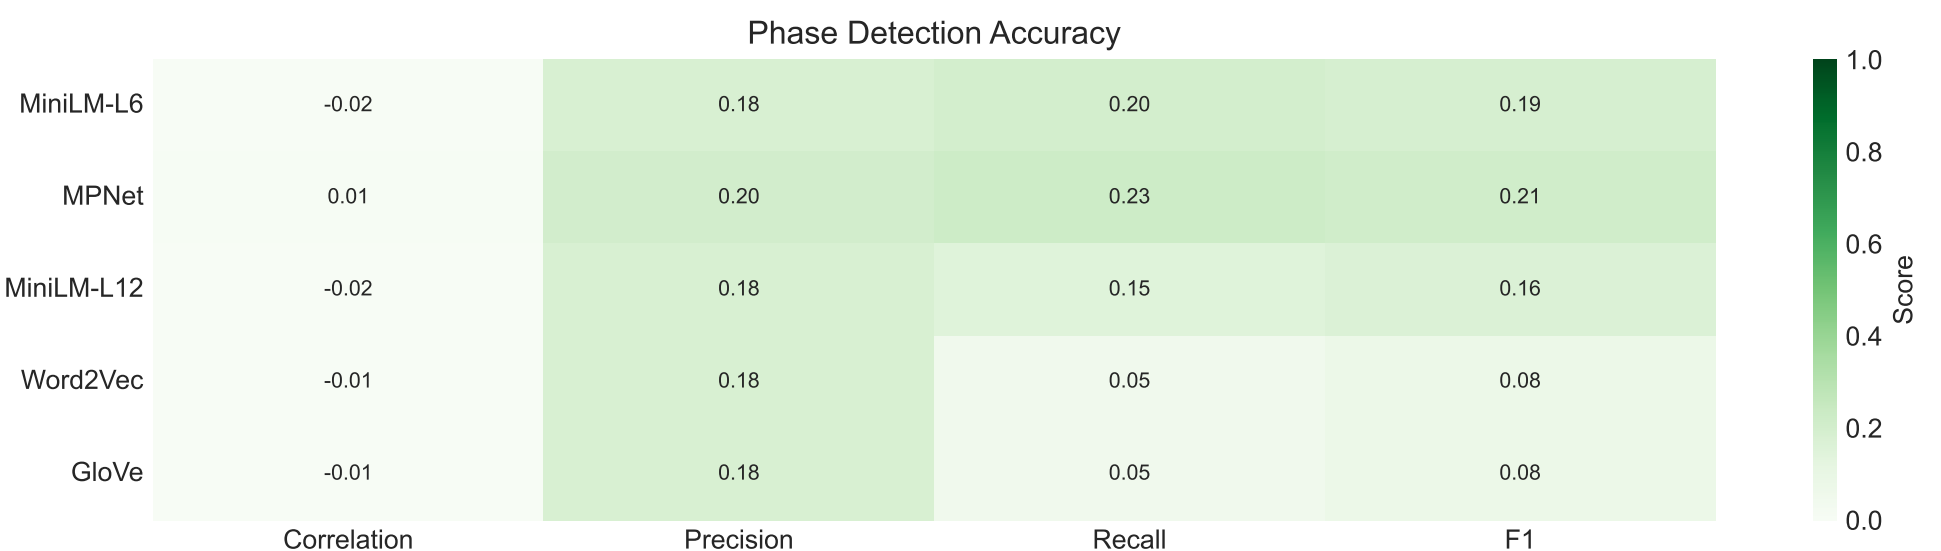 Phase Detection Accuracy
MiniLM-L6 -0.02 0.18 0.20 0.19
MPNet 0.01 0.20 0.23 0.21
MiniLM-L12 -0.02 0.18 0.15 0.16
Word2Vec -0.01 0.18 0.05 0.08
GloVe -0.01 0.18 0.05 0.08
Correlation Precision Recall F1
1.0
0.8
0.6
0.4
0.2
0.0
Score